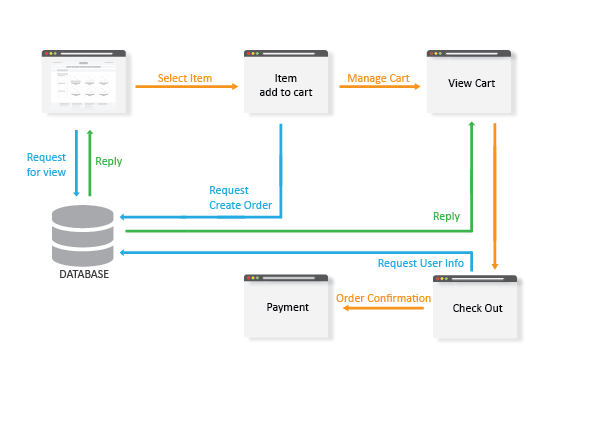 Select Item
Item
add to cart
Manage Cart
View Cart
Request
for view
Reply
Request
Create Order
Reply
Request User Info
DATABASE
Payment
Order Confirmation
Check Out